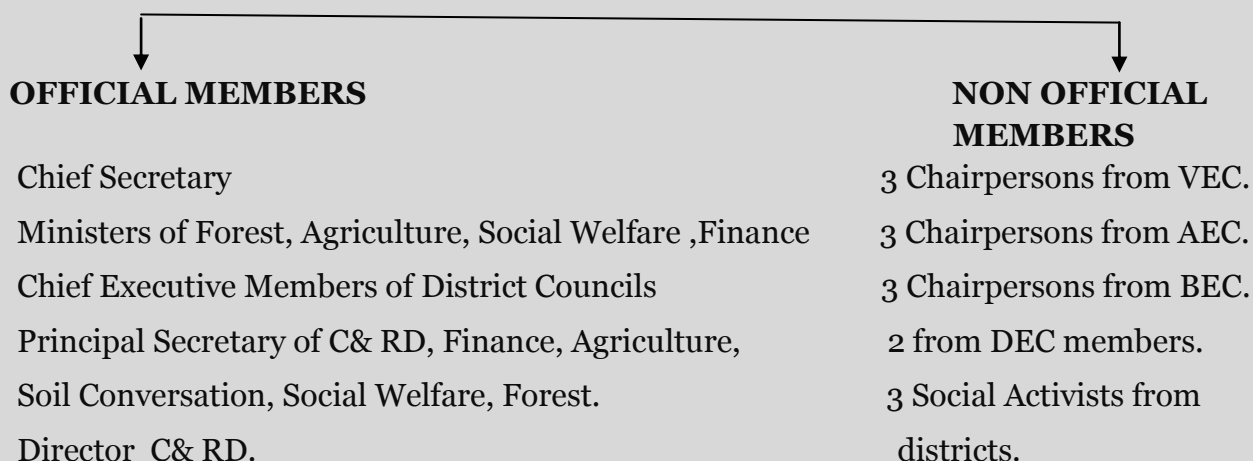 OFFICIAL MEMBERS
Chief Secretary
Ministers of Forest, Agriculture, Social Welfare ,Finance
Chief Executive Members of District Councils
Principal Secretary of C& RD, Finance, Agriculture,
Soil Conversation, Social Welfare, Forest.
Director C& RD.
NON OFFICIAL
MEMBERS
3 Chairpersons from VEC.
3 Chairpersons from AEC.
3 Chairpersons from BEC.
2 from DEC members.
3 Social Activists from
districts.